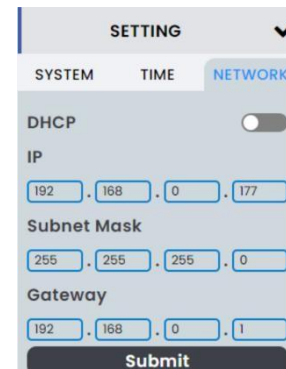 SETTING
SYSTEM TIME NETWORK
DHCP
IP
192 . 168 . 0 . 177
Subnet Mask
255 . 255 . 255 . 0
Gateway
192 . 168 . 0 . 1
Submit